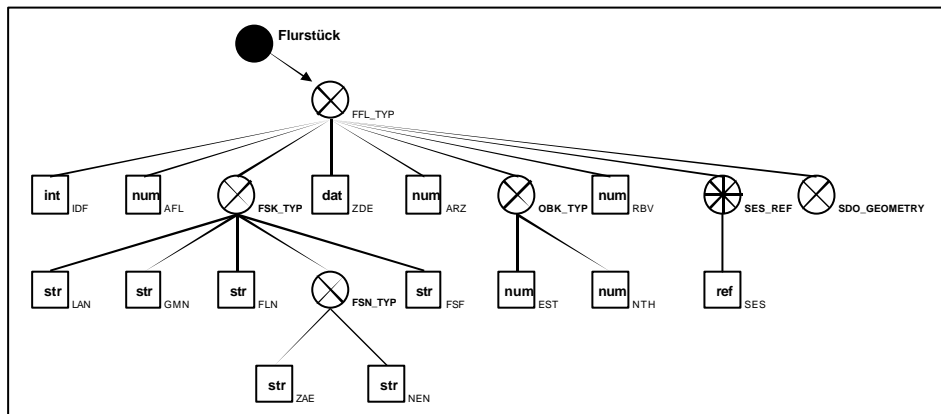 Flurstück
FFL_TYP
int IDF
num AFL
FSK_TYP
dat ZDE
num ARZ
OBK_TYP
num RBV
SES_REF
SDO_GEOMETRY
str LAN
str GMN
str FLN
FSN_TYP
str FSF
num EST
num NTH
ref SES
str ZAE
str NEN